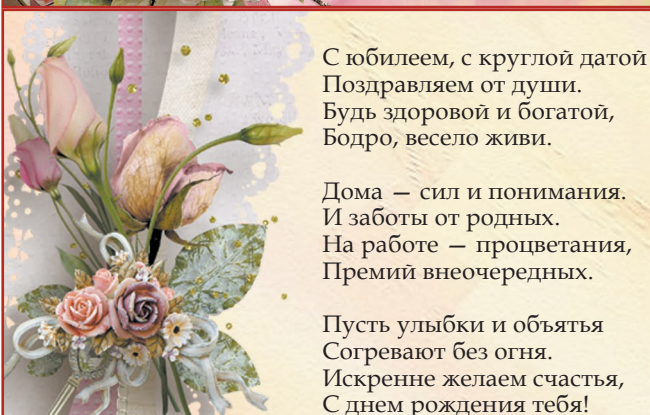 С юбилеем, с круглой датой
Поздравляем от души.
Будь здоровой и богатой,
Бодро, весело живи.
Дома — сил и понимания.
И заботы от родных.
На работе — процветания,
Премий внеочередных.
Пусть улыбки и объятья
Согревают без огня.
Искренне желаем счастья,
С днем рождения тебя!